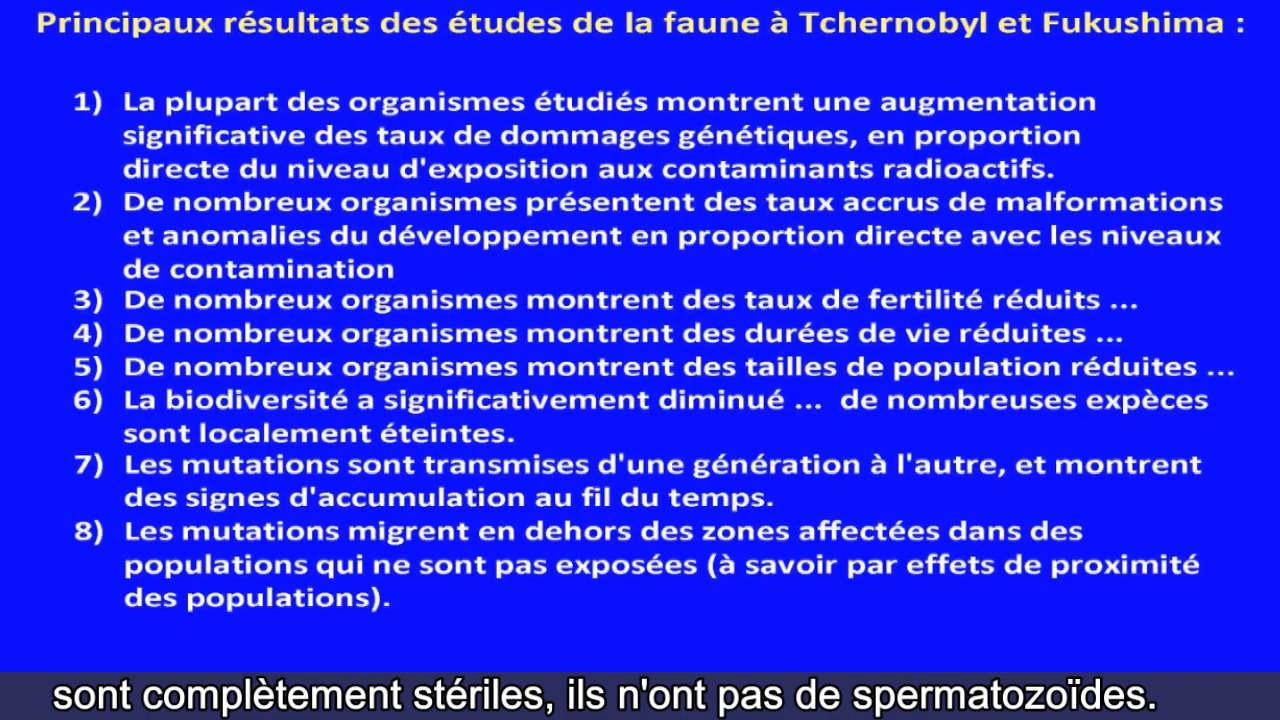 Principaux résultats des études de la faune à Tchernobyl et Fukushima :
1) La plupart des organismes étudiés montrent une augmentation
significative des taux de dommages génétiques, en proportion
directe du niveau d'exposition aux contaminants radioactifs.
2) De nombreux organismes présentent des taux accrus de malformations
et anomalies du développement en proportion directe avec les niveaux
de contamination
3) De nombreux organismes montrent des taux de fertilité réduits ...
4) De nombreux organismes montrent des durées de vie réduites ...
5) De nombreux organismes montrent des tailles de population réduites ...
6) La biodiversité a significativement diminué ... de nombreuses expèces
sont localement éteintes.
7) Les mutations sont transmises d'une génération à l'autre, et montrent
des signes d'accumulation au fil du temps.
8) Les mutations migrent en dehors des zones affectées dans des
populations qui ne sont pas exposées (à savoir par effets de proximité
des populations).
sont complètement stériles, ils n'ont pas de spermatozoïdes.